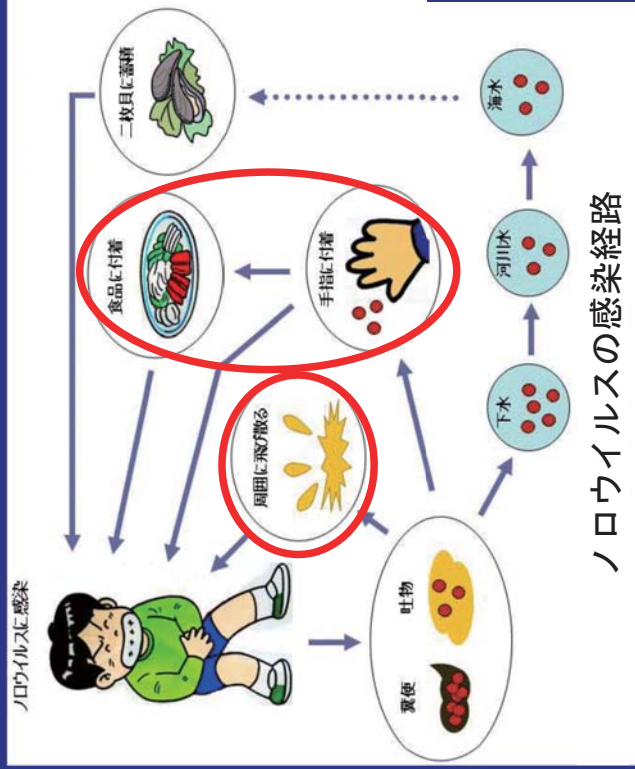 ノロウイルスに感染
二枚貝に蓄積
食品に付着
手指に付着
周囲に飛び散る
糞便
吐物
下水
河川水
海水
ノロウイルスの感染経路